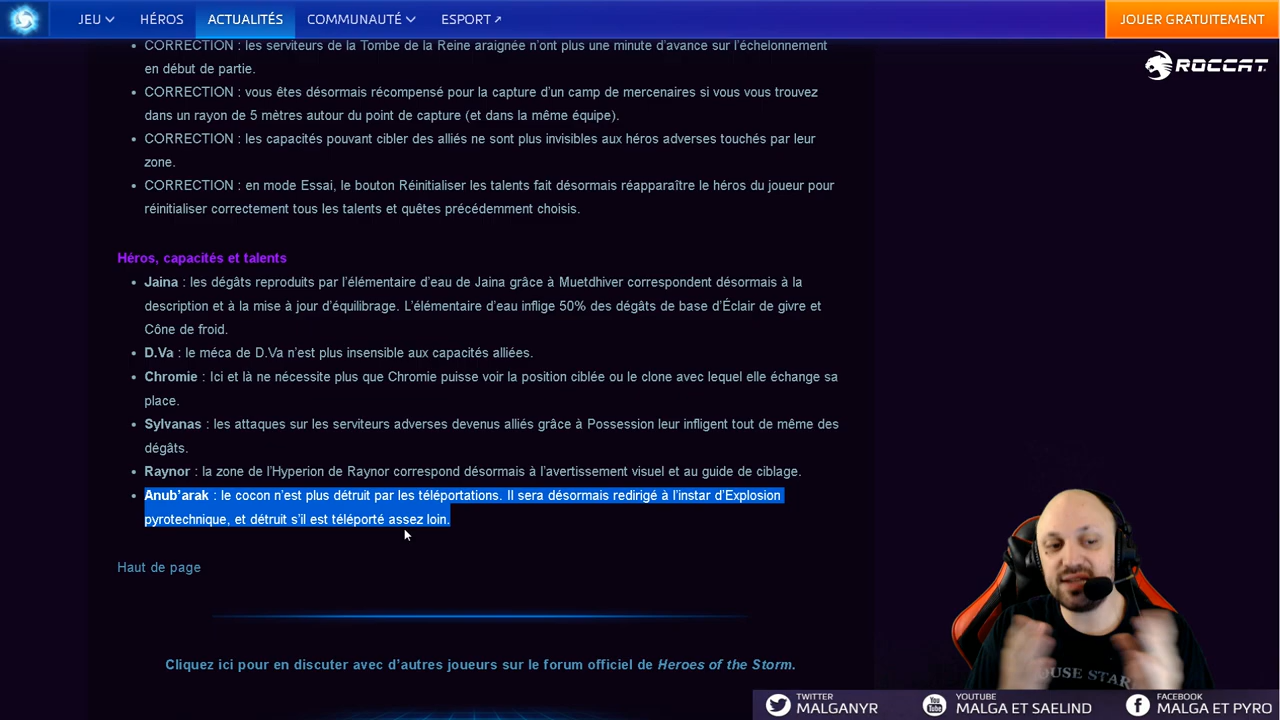 JEU HÉROS ACTUALITÉS COMMUNAUTÉ ESPORT JOUER GRATUITEMENT
ROCCAT
CORRECTION : les serviteurs de la Tombe de la Reine araignée n'ont plus une minute d'avance sur l'échelonnement
en début de partie.
CORRECTION : vous êtes désormais récompensé pour la capture d'un camp de mercenaires si vous vous trouvez
dans un rayon de 5 mètres autour du point de capture (et dans la même équipe).
CORRECTION : les capacités pouvant cibler des alliés ne sont plus invisibles aux héros adverses touchés par leur
zone.
CORRECTION : en mode Essai, le bouton Réinitialiser les talents fait désormais réapparaître le héros du joueur pour
réinitialiser correctement tous les talents et quêtes précédemment choisis.
Héros, capacités et talents
Jaina : les dégâts reproduits par l'élémentaire d'eau de Jaina grâce à Muetdhiver correspondent désormais à la
description et à la mise à jour d'équilibrage. L'élémentaire d'eau inflige 50% des dégâts de base d'Éclair de givre et
Cône de froid.
D.Va : le méca de D.Va n'est plus insensible aux capacités alliées.
Chromie : Ici et là ne nécessite plus que Chromie puisse voir la position ciblée ou le clone avec lequel elle échange sa
place.
Sylvanas : les attaques sur les serviteurs adverses devenus alliés grâce à Possession leur infligent tout de même des
dégâts.
Raynor : la zone de l'Hyperion de Raynor correspond désormais à l'avertissement visuel et au guide de ciblage.
Anub'arak : le cocon n'est plus détruit par les téléportations. Il sera désormais redirigé à l'instar d'Explosion
pyrotechnique, et détruit s'il est téléporté assez loin.
Haut de page
Cliquez ici pour en discuter avec d'autres joueurs sur le forum officiel de Heroes of the Storm.
OUSE STAR
TWITTER
MALGANYR
YOUTUBE
MALGA ET SAELIND
FACEBOOK
MALGA ET PYRO